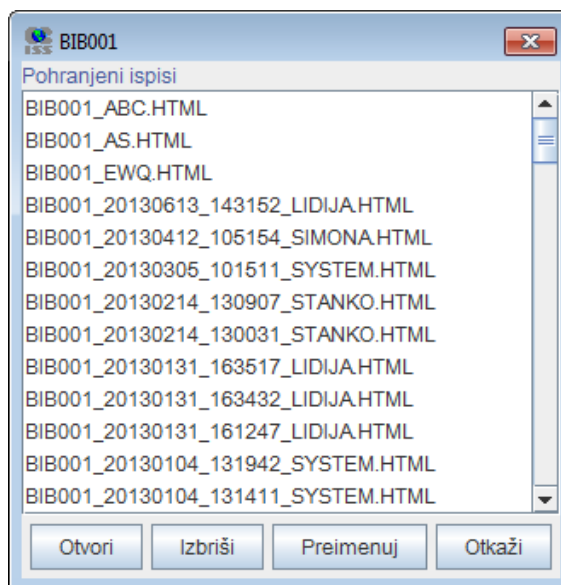 ISS BIB001
Pohranjeni ispisi
BIB001_ABC.HTML
BIB001_AS.HTML
BIB001_EWQ.HTML
BIB001_20130613_143152_LIDIJA.HTML
BIB001_20130412_105154_SIMONA.HTML
BIB001_20130305_101511_SYSTEM.HTML
BIB001_20130214_130907_STANKO.HTML
BIB001_20130214_130031_STANKO.HTML
BIB001_20130131_163517_LIDIJA.HTML
BIB001_20130131_163432_LIDIJA.HTML
BIB001_20130131_161247_LIDIJA.HTML
BIB001_20130104_131942_SYSTEM.HTML
BIB001_20130104_131411_SYSTEM.HTML
Otvori Izbriši Preimenuj Otkaži